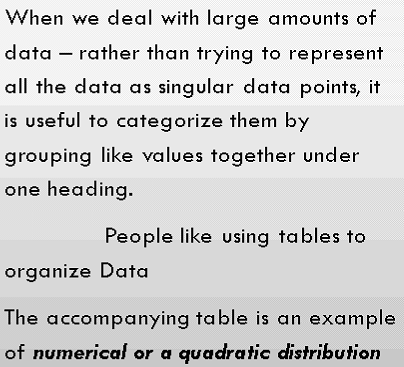 When we deal with large amounts of
data – rather than trying to represent
all the data as singular data points, it
is useful to categorize them by
grouping like values together under
one heading.
People like using tables to
organize Data
The accompanying table is an example
of numerical or a quadratic distribution